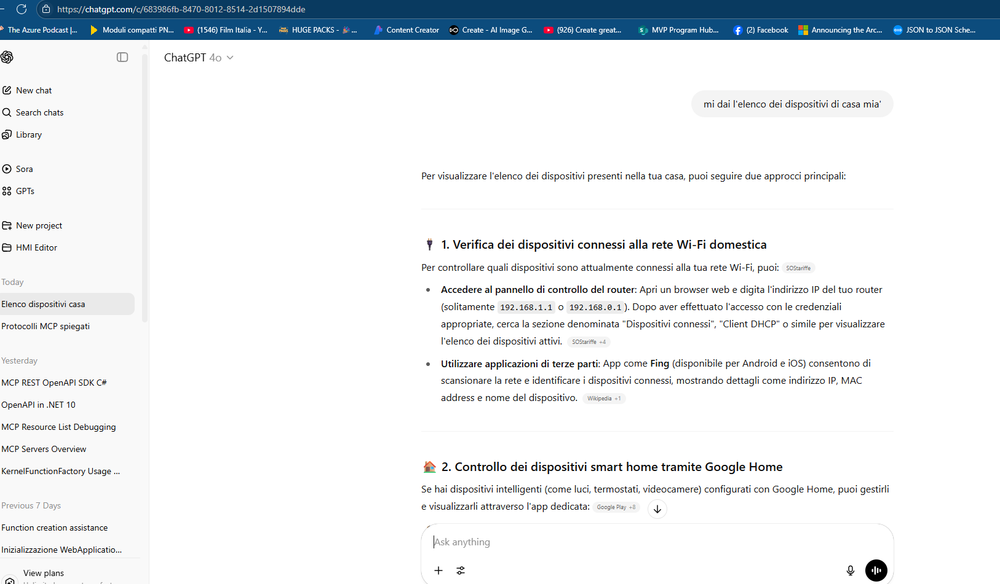 https://chatgpt.com/c/683986fb-8470-8012-8514-2d1507894dde
The Azure Podcast |...
Moduli compatti PN...
(1546) Film Italia - Y...
HUGE PACKS - 🎉...
Content Creator
Create - AI Image G...
(926) Create great...
MVP Program Hub...
(2) Facebook
Announcing the Arc...
JSON to JSON Sche...
ChatGPT 4o
New chat
Search chats
Library
Sora
GPTs
New project
HMI Editor
Today
Elenco dispositivi casa
Protocolli MCP spiegati
Yesterday
MCP REST OpenAPI SDK C#
OpenAPI in .NET 10
MCP Resource List Debugging
MCP Servers Overview
KernelFunctionFactory Usage ...
Previous 7 Days
Function creation assistance
Inizializzazione WebApplicatio...
View plans
mi dai l'elenco dei dispositivi di casa mia'
Per visualizzare l'elenco dei dispositivi presenti nella tua casa, puoi seguire due approcci principali:
1. Verifica dei dispositivi connessi alla rete Wi-Fi domestica
Per controllare quali dispositivi sono attualmente connessi alla tua rete Wi-Fi, puoi: SOStariffe
Accedere al pannello di controllo del router: Apri un browser web e digita l'indirizzo IP del tuo router
(solitamente 192.168.1.1 o 192.168.0.1). Dopo aver effettuato l'accesso con le credenziali
appropriate, cerca la sezione denominata "Dispositivi connessi", "Client DHCP" o simile per visualizzare
l'elenco dei dispositivi attivi. SOStariffe +4
Utilizzare applicazioni di terze parti: App come Fing (disponibile per Android e iOS) consentono di
scansionare la rete e identificare i dispositivi connessi, mostrando dettagli come indirizzo IP, MAC
address e nome del dispositivo. Wikipedia +1
2. Controllo dei dispositivi smart home tramite Google Home
Se hai dispositivi intelligenti (come luci, termostati, videocamere) configurati con Google Home, puoi gestirli
e visualizzarli attraverso l'app dedicata: Google Play +8
Ask anything